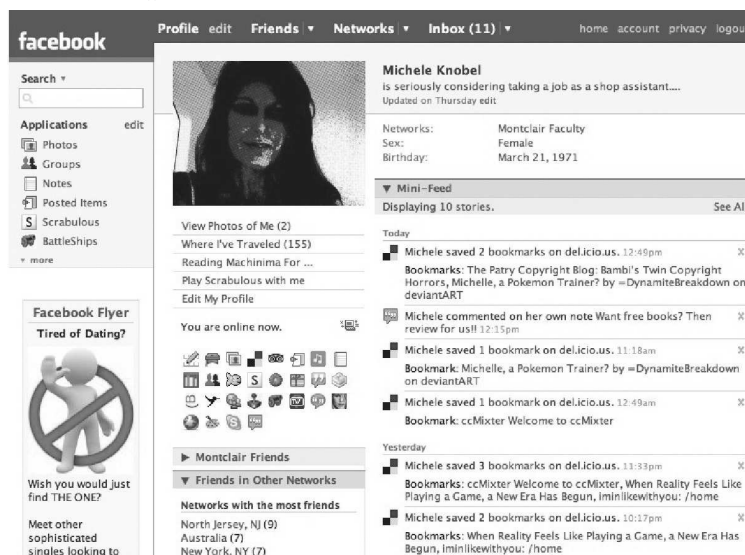 facebook
Profile edit Friends ▾ Networks ▾ Inbox (11) ▾ home account privacy logou
Search ▾
Applications edit
Photos
Groups
Notes
Posted Items
Scrabulous
BattleShips
▾ more
Facebook Flyer
Tired of Dating?
Wish you would just
find THE ONE?
Meet other
sophisticated
singles looking to
View Photos of Me (2)
Where I've Traveled (155)
Reading Machinima For ...
Play Scrabulous with me
Edit My Profile
You are online now.
▶ Montclair Friends
▼ Friends in Other Networks
Networks with the most friends
North Jersey, NJ (9)
Australia (7)
New York, NY (7)
Michele Knobel
is seriously considering taking a job as a shop assistant....
Updated on Thursday edit
Networks: Montclair Faculty
Sex: Female
Birthday: March 21, 1971
▼ Mini-Feed
Displaying 10 stories. See Al
Today
Michele saved 2 bookmarks on del.icio.us. 12:49pm X
Bookmarks: The Patry Copyright Blog: Bambi's Twin Copyright
Horrors, Michelle, a Pokemon Trainer? by =DynamiteBreakdown on
deviantART
Michele commented on her own note Want free books? Then
review for us!! 12:15pm X
Michele saved 1 bookmark on del.icio.us. 11:18am X
Bookmark: Michelle, a Pokemon Trainer? by =DynamiteBreakdown
on deviantART
Michele saved 1 bookmark on del.icio.us. 12:49am X
Bookmark: ccMixter Welcome to ccMixter
Yesterday
Michele saved 3 bookmarks on del.icio.us. 11:33pm X
Bookmarks: ccMixter Welcome to ccMixter, When Reality Feels Like
Playing a Game, a New Era Has Begun, iminlikewithyou: /home
Michele saved 2 bookmarks on del.icio.us. 10:17pm X
Bookmarks: When Reality Feels Like Playing a Game, a New Era Has
Begun, iminlikewithyou: /home